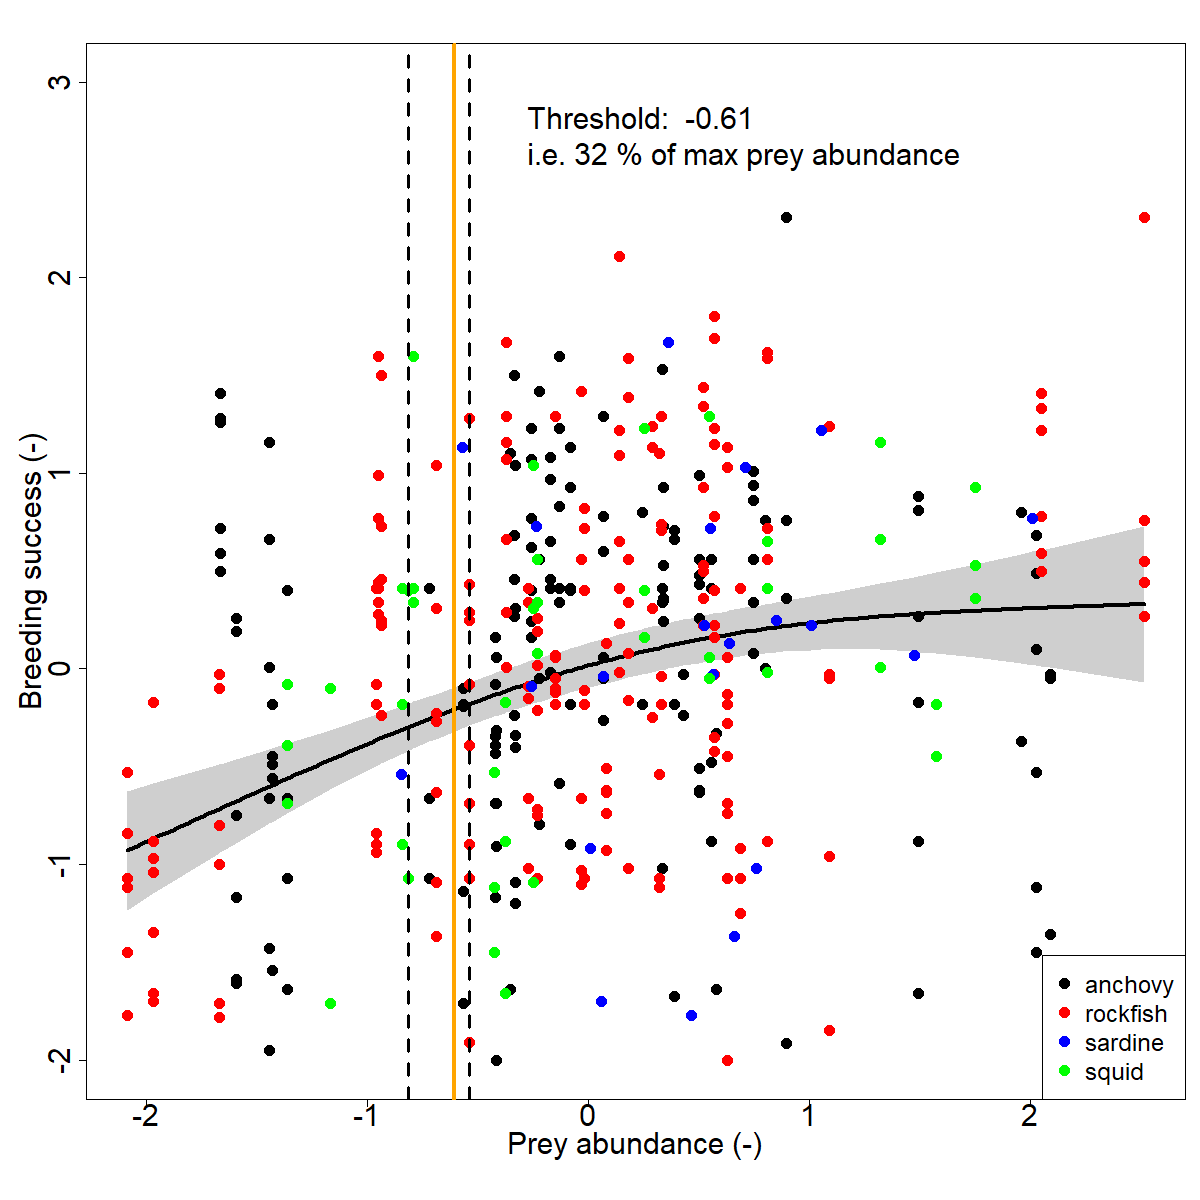 3
2
1
0
-1
-2
Breeding success (-)
Threshold:  -0.61
i.e. 32 % of max prey abundance
anchovy
rockfish
sardine
squid
-2 -1 0 1 2
Prey abundance (-)